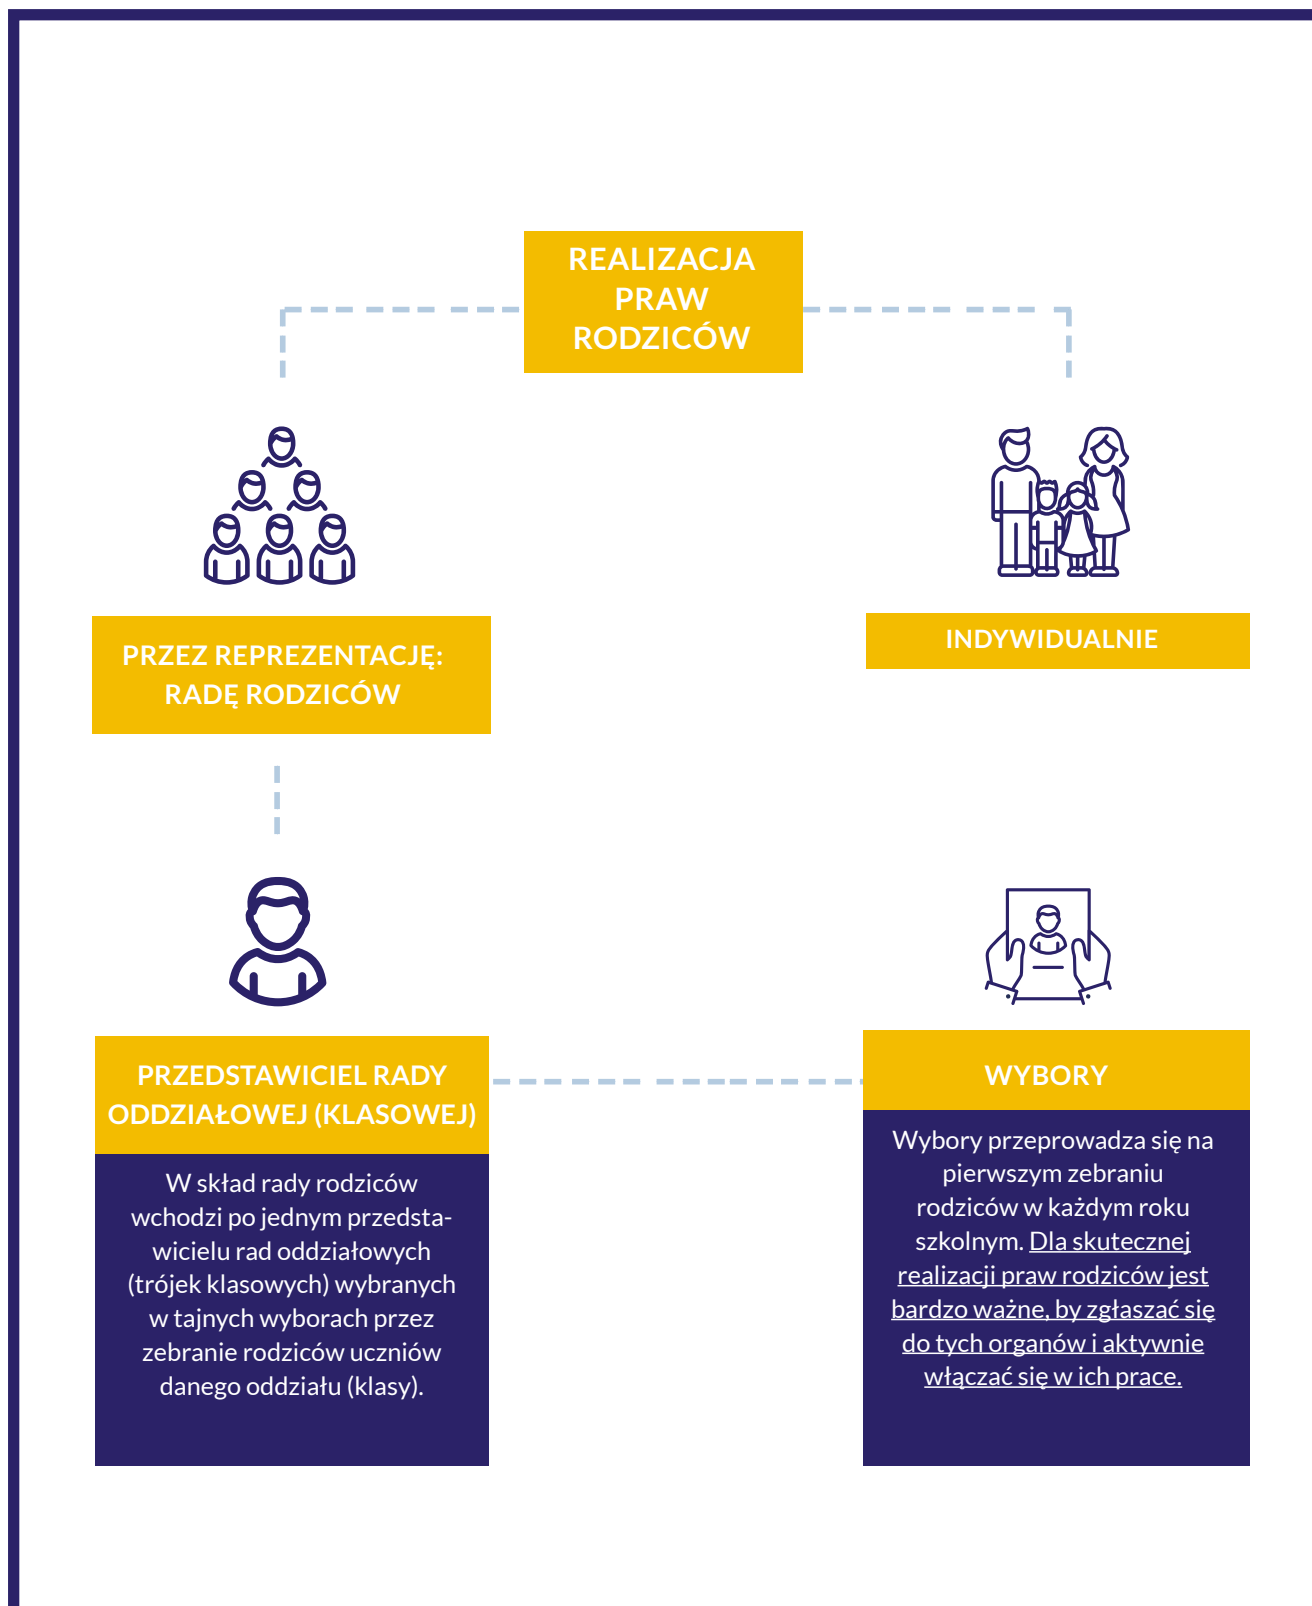 REALIZACJA
PRAW
RODZICÓW
PRZEZ REPREZENTACJĘ:
RADĘ RODZICÓW
INDYWIDUALNIE
PRZEDSTAWICIEL RADY
ODDZIAŁOWEJ (KLASOWEJ)
W skład rady rodziców
wchodzi po jednym przedsta-
wicielu rad oddziałowych
(trójek klasowych) wybranych
w tajnych wyborach przez
zebranie rodziców uczniów
danego oddziału (klasy).
WYBORY
Wybory przeprowadza się na
pierwszym zebraniu
rodziców w każdym roku
szkolnym. Dla skutecznej
realizacji praw rodziców jest
bardzo ważne, by zgłaszać się
do tych organów i aktywnie
włączać się w ich prace.